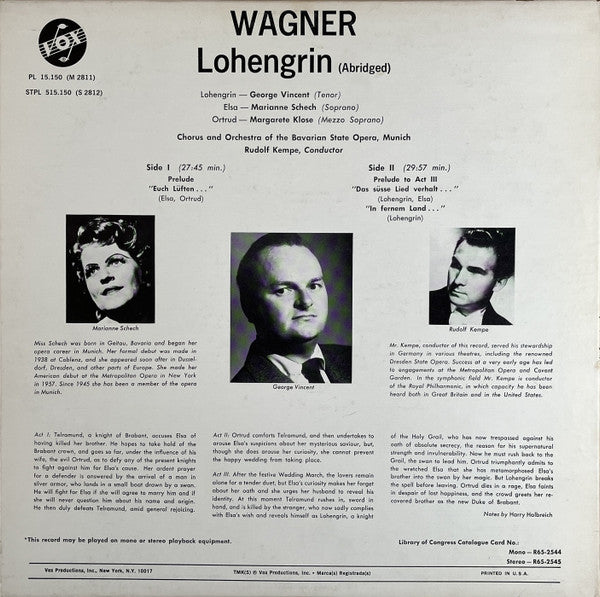 VOX
WAGNER
Lohengrin (Abridged)
PL 15.150 (M 2811)
STPL 515.150 (S 2812)
Lohengrin — George Vincent (Tenor)
Elsa — Marianne Schech (Soprano)
Ortrud — Margarete Klose (Mezzo Soprano)
Chorus and Orchestra of the Bavarian State Opera, Munich
Rudolf Kempe, Conductor
Side I (27:45 min.)
Prelude
"Euch Lüften . . ."
(Elsa, Ortrud)
Side II (29:57 min.)
Prelude to Act III
"Das süsse Lied verhalt . . ."
(Lohengrin, Elsa)
"In fernem Land . . ."
(Lohengrin)
Marianne Schech
Miss Schech was born in Geitau, Bavaria and began her
opera career in Munich. Her formal debut was made in
1938 at Coblenz, and she appeared soon after in Dussel-
dorf, Dresden, and other parts of Europe. She made her
American debut at the Metropolitan Opera in New York
in 1957. Since 1945 she has been a member of the opera
in Munich.
George Vincent
Rudolf Kempe
Mr. Kempe, conductor of this record, served his stewardship
in Germany in various theatres, including the renowned
Dresden State Opera. Success at a very early age has led
to engagements at the Metropolitan Opera and Covent
Garden. In the symphonic field Mr. Kempe is conductor
of the Royal Philharmonic, in which capacity he has been
heard both in Great Britain and in the United States.
Act I. Telramund, a knight of Brabant, accuses Elsa of
having killed her brother. He hopes to take hold of the
Brabant crown, and goes so far, under the influence of his
wife, the evil Ortrud, as to defy any of the present knights
to fight against him for Elsa's cause. Her ardent prayer
for a defender is answered by the arrival of a man in
silver armor, who lands in a small boat drawn by a swan.
He will fight for Elsa if she will agree to marry him and if
she will never question him about his name and origin.
He then duly defeats Telramund, amid general rejoicing.
Act II. Ortrud comforts Telramund, and then undertakes to
arouse Elsa's suspicions about her mysterious saviour, but,
though she does arouse her curiosity, she cannot prevent
the happy wedding from taking place.
Act III. After the festive Wedding March, the lovers remain
alone for a tender duet, but Elsa's curiosity makes her forget
about her oath and she urges her husband to reveal his
identity. At this moment Telramund rushes in, sword in
hand, and is killed by the stranger, who now sadly complies
with Elsa's wish and reveals himself as Lohengrin, a knight
of the Holy Grail, who has now trespassed against his
oath of absolute secrecy, the reason for his supernatural
strength and invulnerability. Now he must rush back to the
Grail, the swan to lead him. Ortrud triumphantly admits to
the wretched Elsa that she has metamorphosed Elsa's
brother into the swan by her magic. But Lohengrin breaks
the spell before leaving. Ortrud dies in a rage, Elsa faints
in despair of lost happiness, and the crowd greets her re-
covered brother as the new Duke of Brabant.
Notes by Harry Halbreich
*This record may be played on mono or stereo playback equipment.
Library of Congress Catalogue Card No.:
Mono — R65-2544
Stereo — R65-2545
Vox Productions, Inc., New York, N.Y. 10017
TMK(S) ® Vox Productions, Inc. • Marca(s) Registrada(s)
PRINTED IN U.S.A.